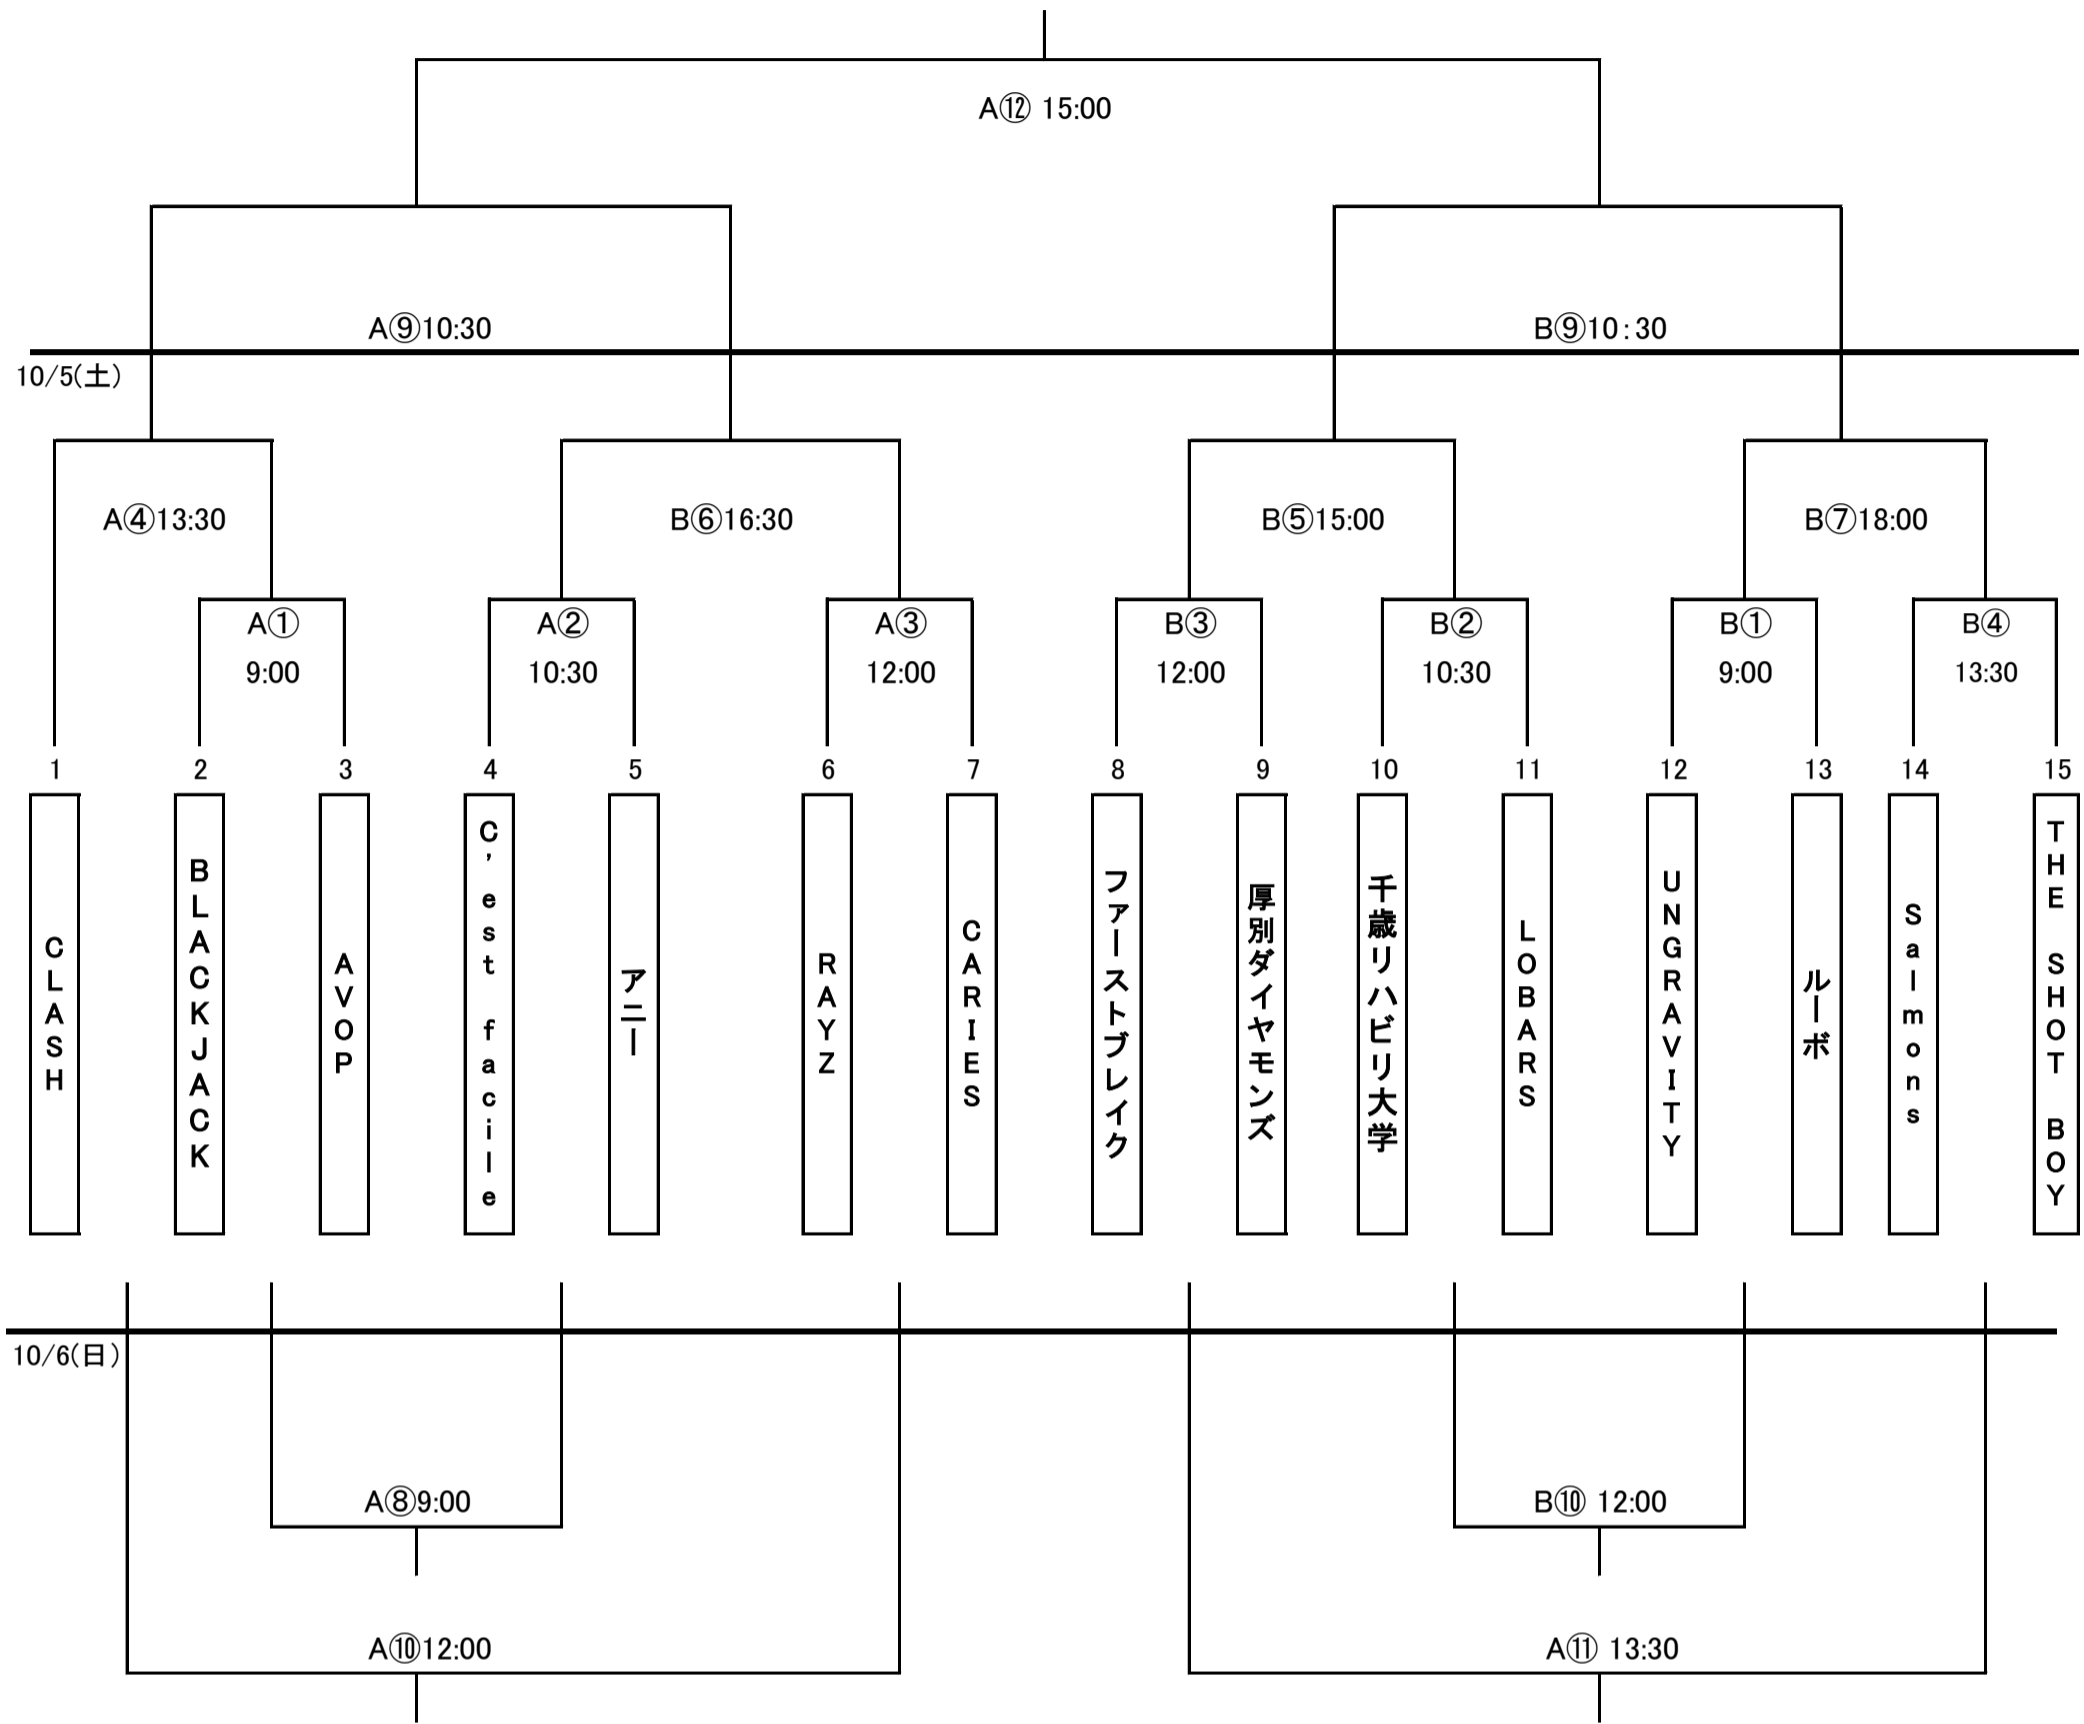 A⑫ 15:00
A⑨10:30
B⑨10:30
10/5(土)
A④13:30
B⑥16:30
B⑤15:00
B⑦18:00
A①
9:00
A②
10:30
A③
12:00
B③
12:00
B②
10:30
B①
9:00
B④
13:30
1
2
3
4
5
6
7
8
9
10
11
12
13
14
15
CLASH
BLACKJACK
AVOP
C'est facile
アニー
RAYZ
CARIES
ファーストブレイク
厚別ダイヤモンズ
千歳リハビリ大学
LOBARS
UNGRAVITY
ルーボ
Salmons
THE SHOT BOY
10/6(日)
A⑧9:00
B⑩ 12:00
A⑩12:00
A⑪ 13:30